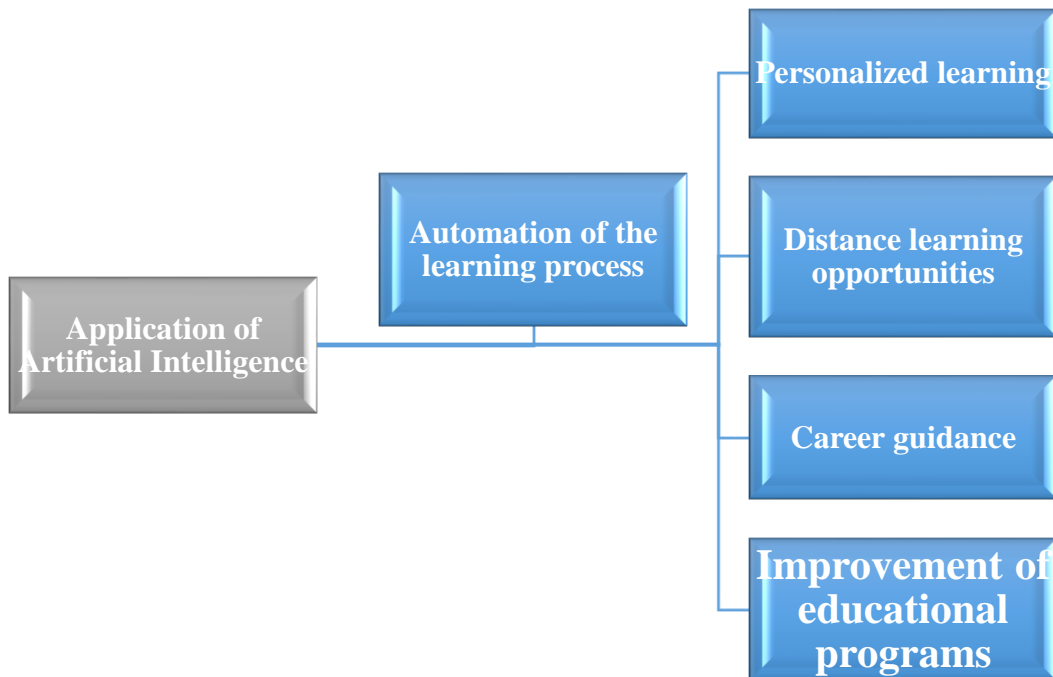 Application of
Artificial Intelligence
Automation of the
learning process
Personalized learning
Distance learning
opportunities
Career guidance
Improvement of
educational
programs